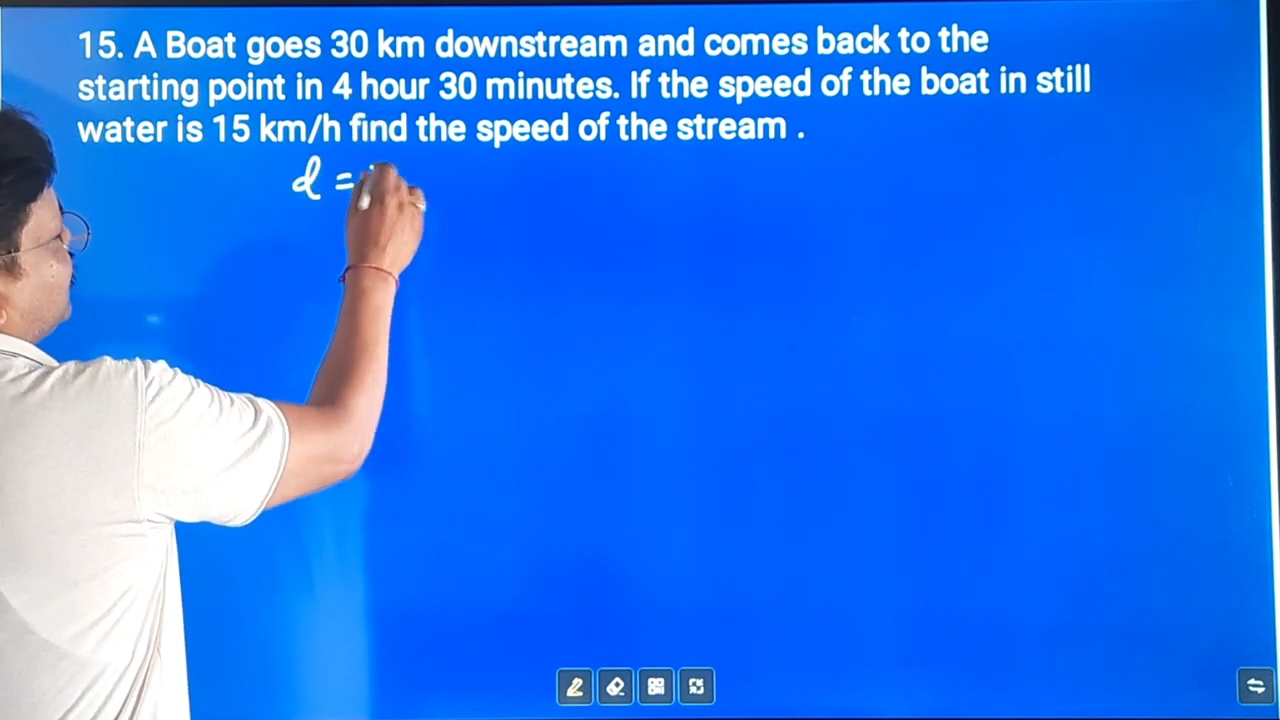 15. A Boat goes 30 km downstream and comes back to the
starting point in 4 hour 30 minutes. If the speed of the boat in still
water is 15 km/h find the speed of the stream .
d =